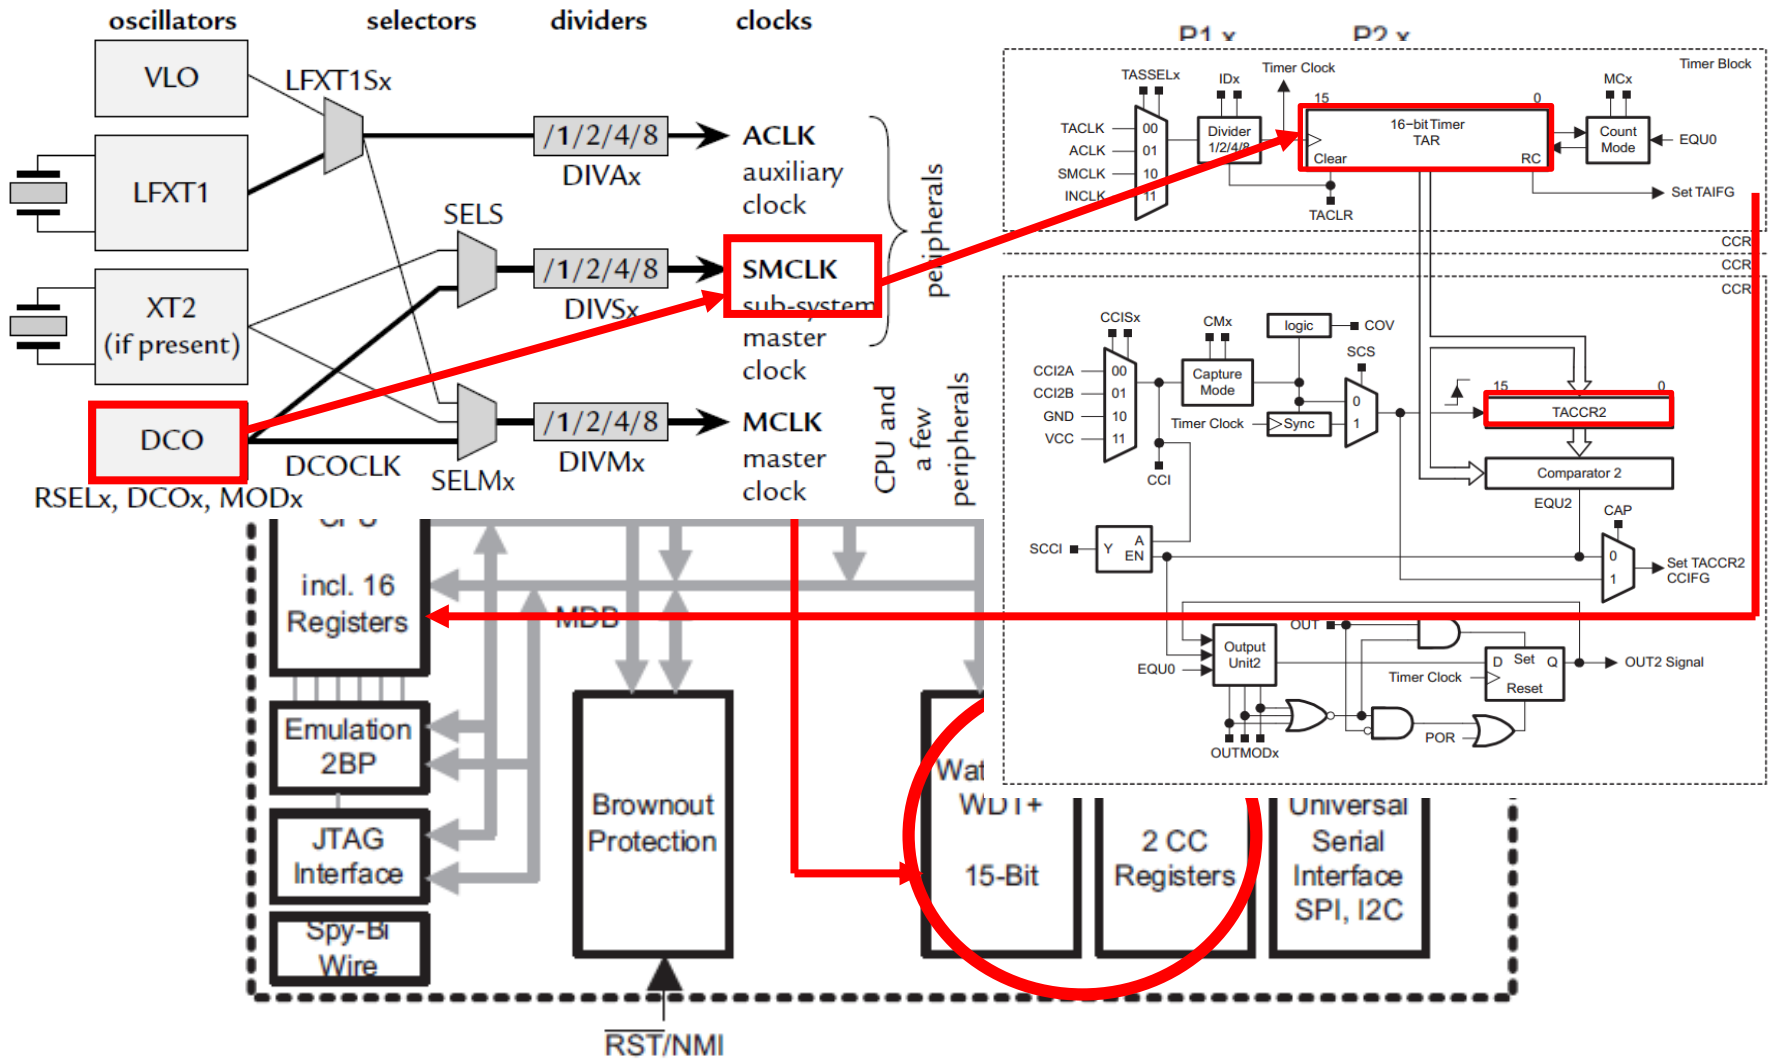 oscillators selectors dividers clocks
VLO
LFXT1Sx
LFXT1
/1/2/4/8
DIVAx
ACLK
auxiliary
clock
XT2
(if present)
SELS
/1/2/4/8
DIVSx
SMCLK
sub-system
master
clock
peripherals
DCO
RSELx, DCOx, MODx
DCOCLK
SELMx
/1/2/4/8
DIVMx
MCLK
master
clock
CPU and
a few
peripherals
P1.x P2.x
Timer Block
TASSELx
IDx
Timer Clock
15 0
MCx
TACLK 00
ACLK 01
SMCLK 10
INCLK 11
Divider
1/2/4/8
16-bit Timer
TAR
Clear RC
Count
Mode
EQU0
TACLR
Set TAIFG
CCR
CCR
CCR
CCISx
CMx
logic
COV
SCS
CCI2A 00
CCI2B 01
GND 10
VCC 11
Capture
Mode
Timer Clock
Sync
0
1
CCI
15 0
TACCR2
Comparator 2
EQU2
CAP
SCCI
Y A
EN
0
1
Set TACCR2
CCIFG
OUT
EQU0
Output
Unit2
Timer Clock
D Set Q
Reset
OUT2 Signal
POR
OUTMODx
CPU
incl. 16
Registers
MDB
Emulation
2BP
JTAG
Interface
Spy-Bi
Wire
Brownout
Protection
RST/NMI
WDT+
15-Bit
2 CC
Registers
Universal
Serial
Interface
SPI, I2C